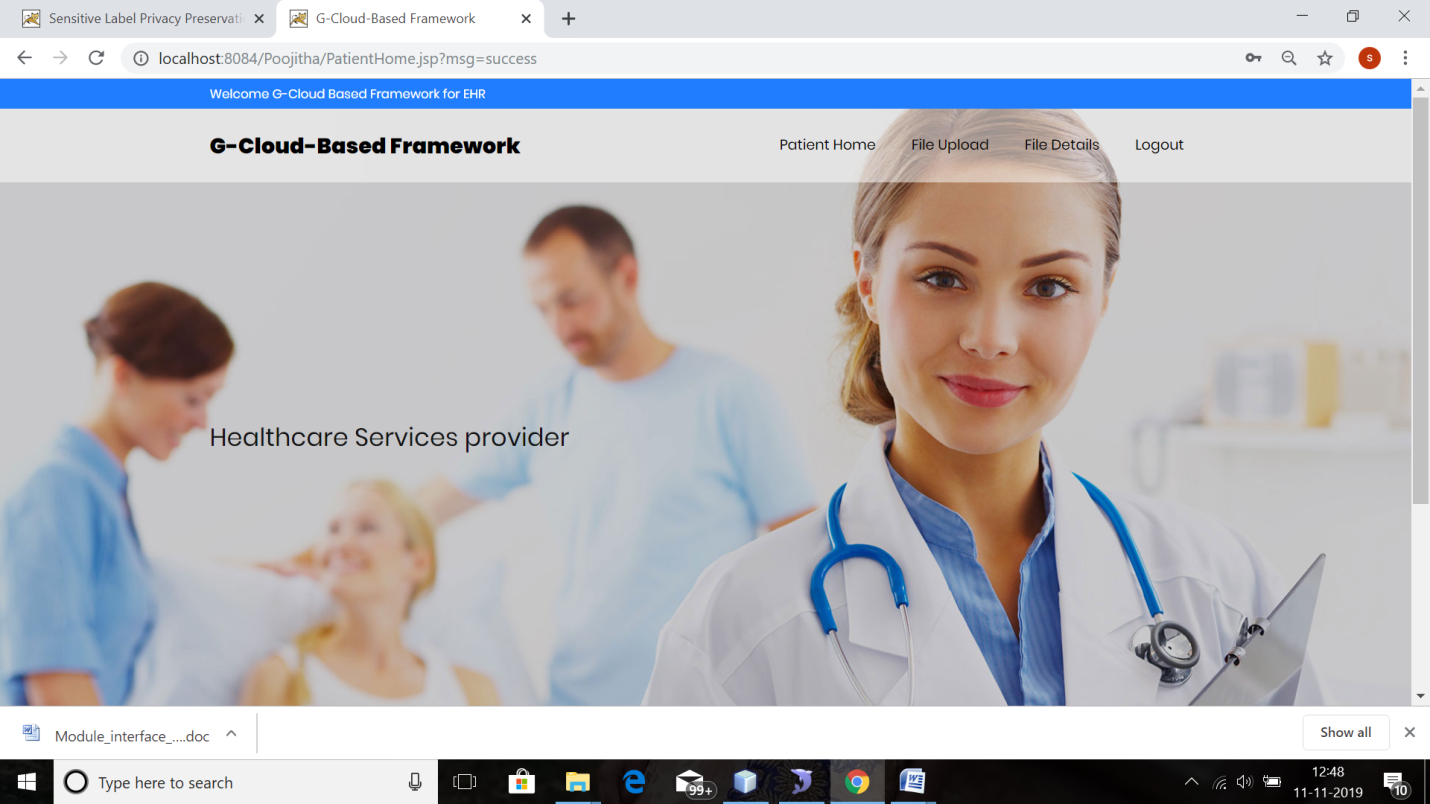 Sensitive Label Privacy Preservati
G-Cloud-Based Framework
localhost:8084/Poojitha/PatientHome.jsp?msg=success
S
Welcome G-Cloud Based Framework for EHR
G-Cloud-Based Framework
Patient Home
File Upload
File Details
Logout
Healthcare Services provider
Module_interface_....doc
Show all
Type here to search
99+
12:48
11-11-2019
10